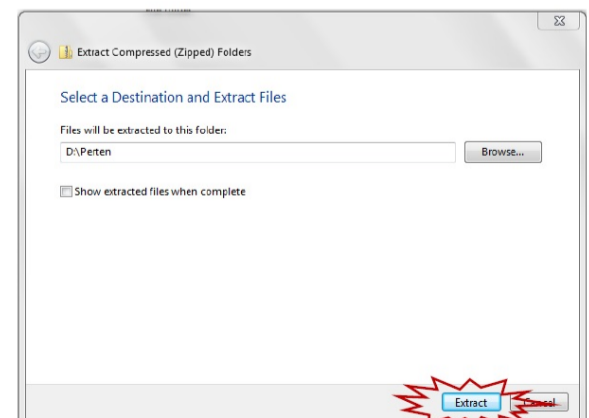 Extract Compressed (Zipped) Folders
Select a Destination and Extract Files
Files will be extracted to this folder:
D:\Perten
Browse...
Show extracted files when complete
Extract
Cancel